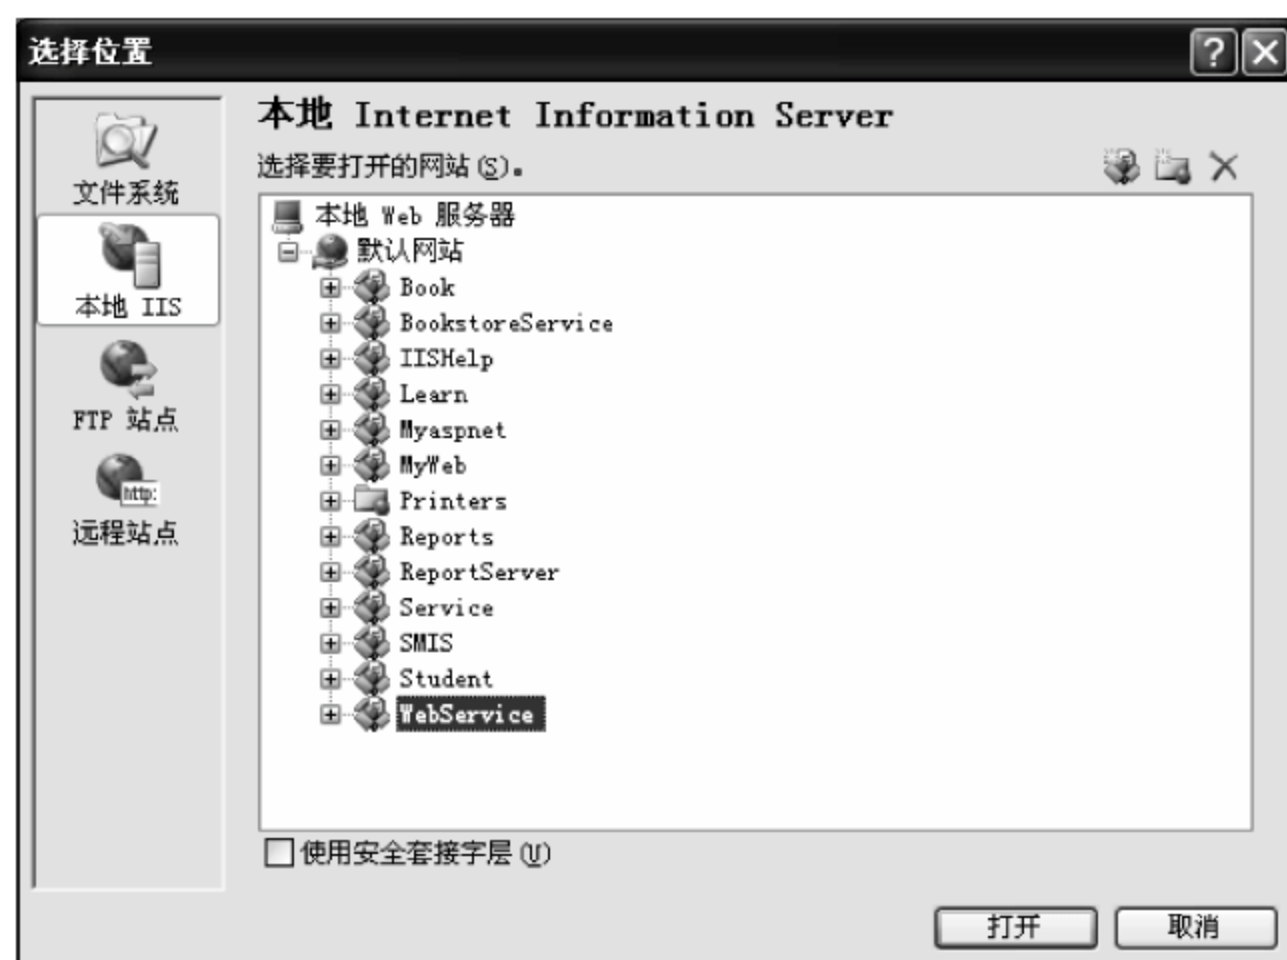 选择位置
文件系统
本地 IIS
FTP 站点
http:
远程站点
本地 Internet Information Server
选择要打开的网站(S)。
本地 Web 服务器
默认网站
Book
BookstoreService
IISHelp
Learn
Myaspnet
MyWeb
Printers
Reports
ReportServer
Service
SMIS
Student
WebService
使用安全套接字层(U)
打开
取消